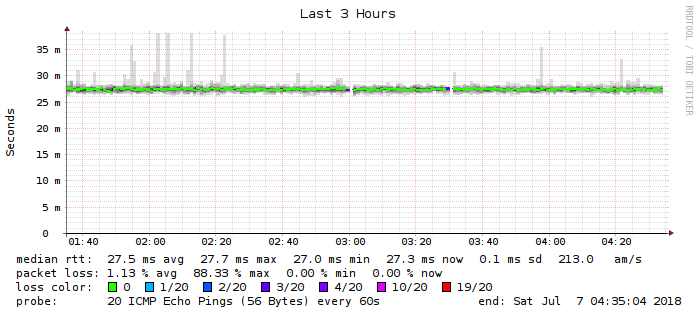 Last 3 Hours
RRDTOOL / TOBI OETIKER
Seconds
35 m
30 m
25 m
20 m
15 m
10 m
5 m
0
01:40 02:00 02:20 02:40 03:00 03:20 03:40 04:00 04:20
median rtt: 27.5 ms avg 27.7 ms max 27.0 ms min 27.3 ms now 0.1 ms sd 213.0 am/s
packet loss: 1.13 % avg 88.33 % max 0.00 % min 0.00 % now
loss color: 0 1/20 2/20 3/20 4/20 10/20 19/20
probe: 20 ICMP Echo Pings (56 Bytes) every 60s end: Sat Jul 7 04:35:04 2018